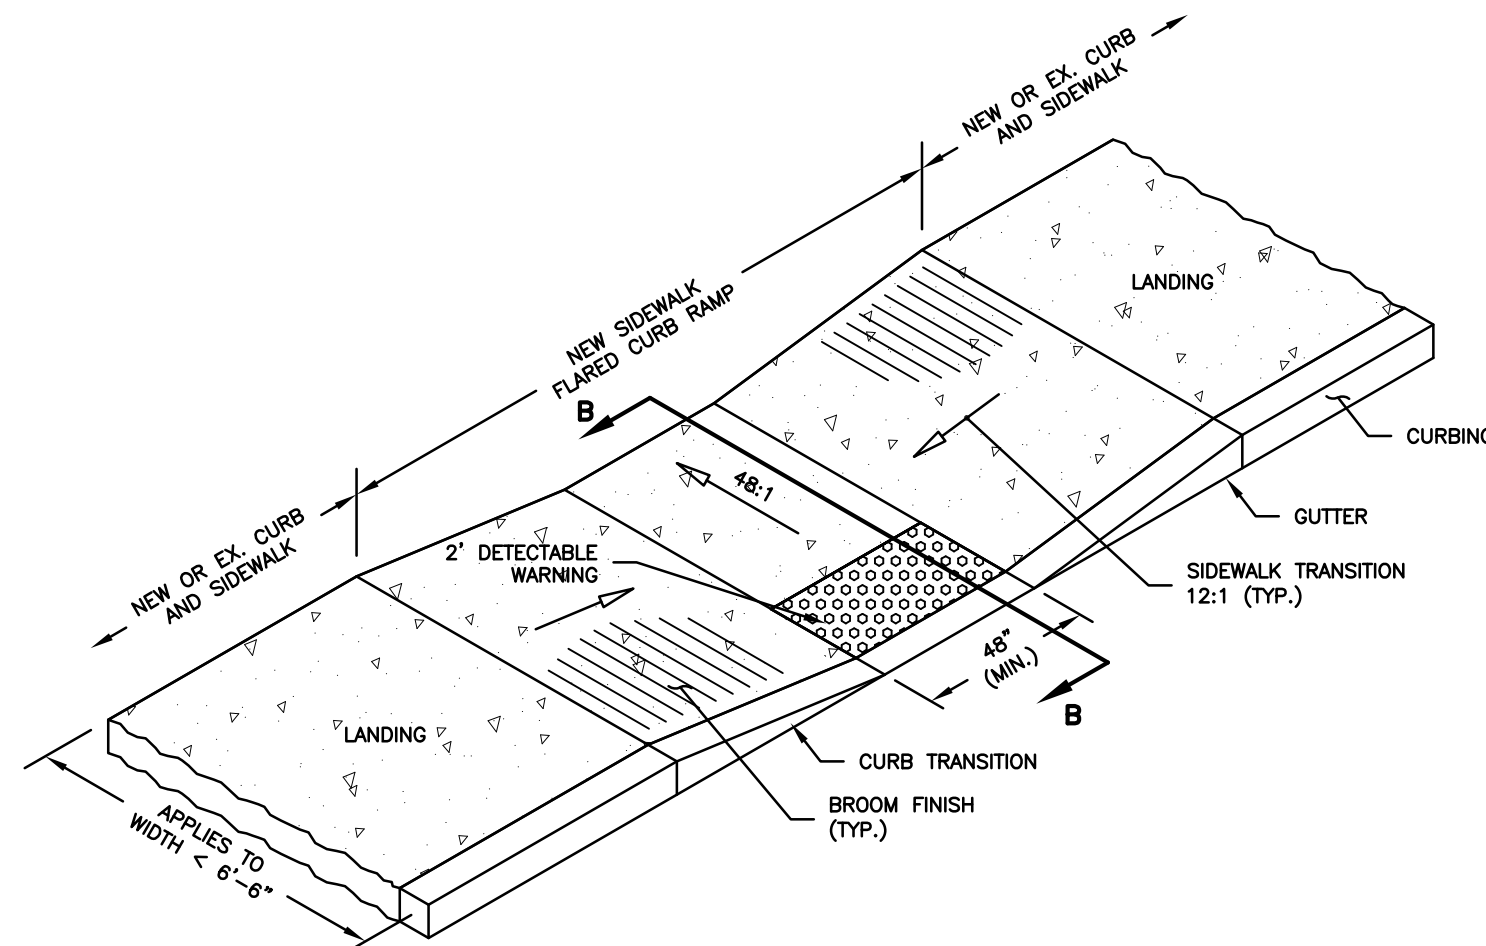 NEW OR EX. CURB
AND SIDEWALK
LANDING
NEW SIDEWALK
FLARED CURB RAMP
B
CURBING
48:1
GUTTER
NEW OR EX. CURB
AND SIDEWALK
2' DETECTABLE
WARNING
SIDEWALK TRANSITION
12:1 (TYP.)
48"
(MIN.)
B
LANDING
CURB TRANSITION
BROOM FINISH
(TYP.)
APPLIES TO
WIDTH < 6'-6"